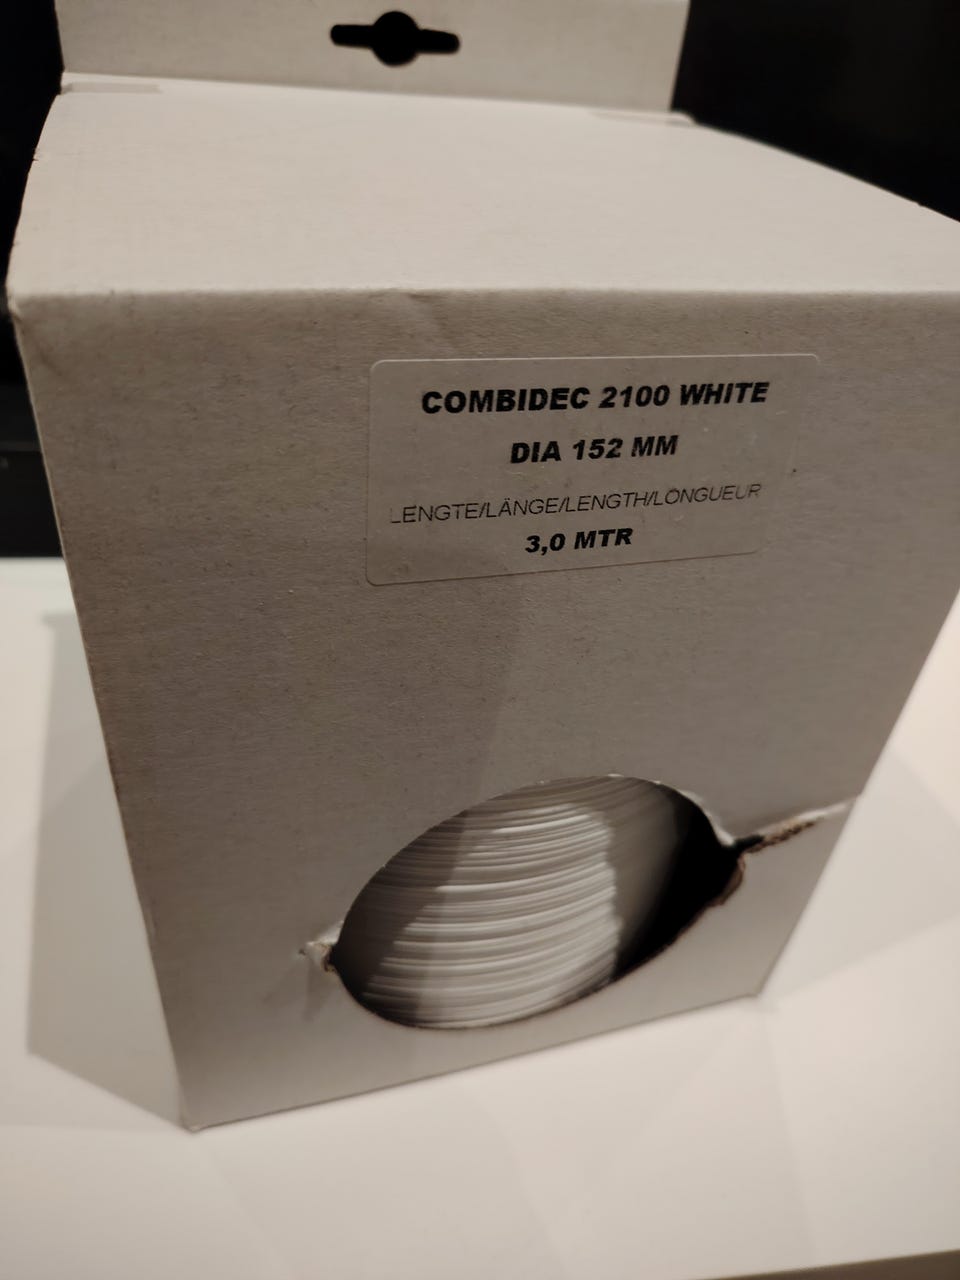 COMBIDEC 2100 WHITE
DIA 152 MM
LENGTE/LÄNGE/LENGTH/LONGUEUR
3,0 MTR